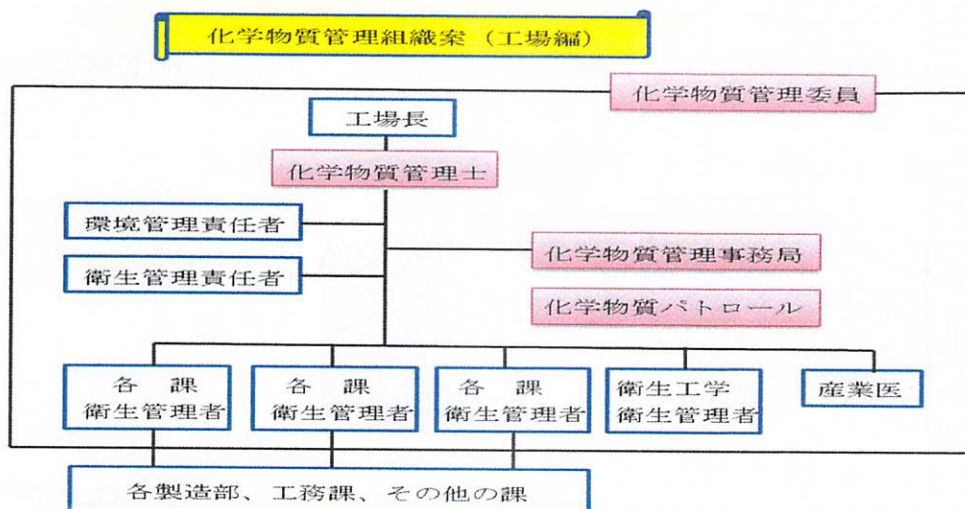 化学物質管理組織案（工場編）
化学物質管理委員
工場長
化学物質管理士
環境管理責任者
化学物質管理事務局
衛生管理責任者
化学物質パトロール
各　課
衛生管理者
各　課
衛生管理者
各　課
衛生管理者
衛生工学
衛生管理者
産業医
各製造部、工務課、その他の課